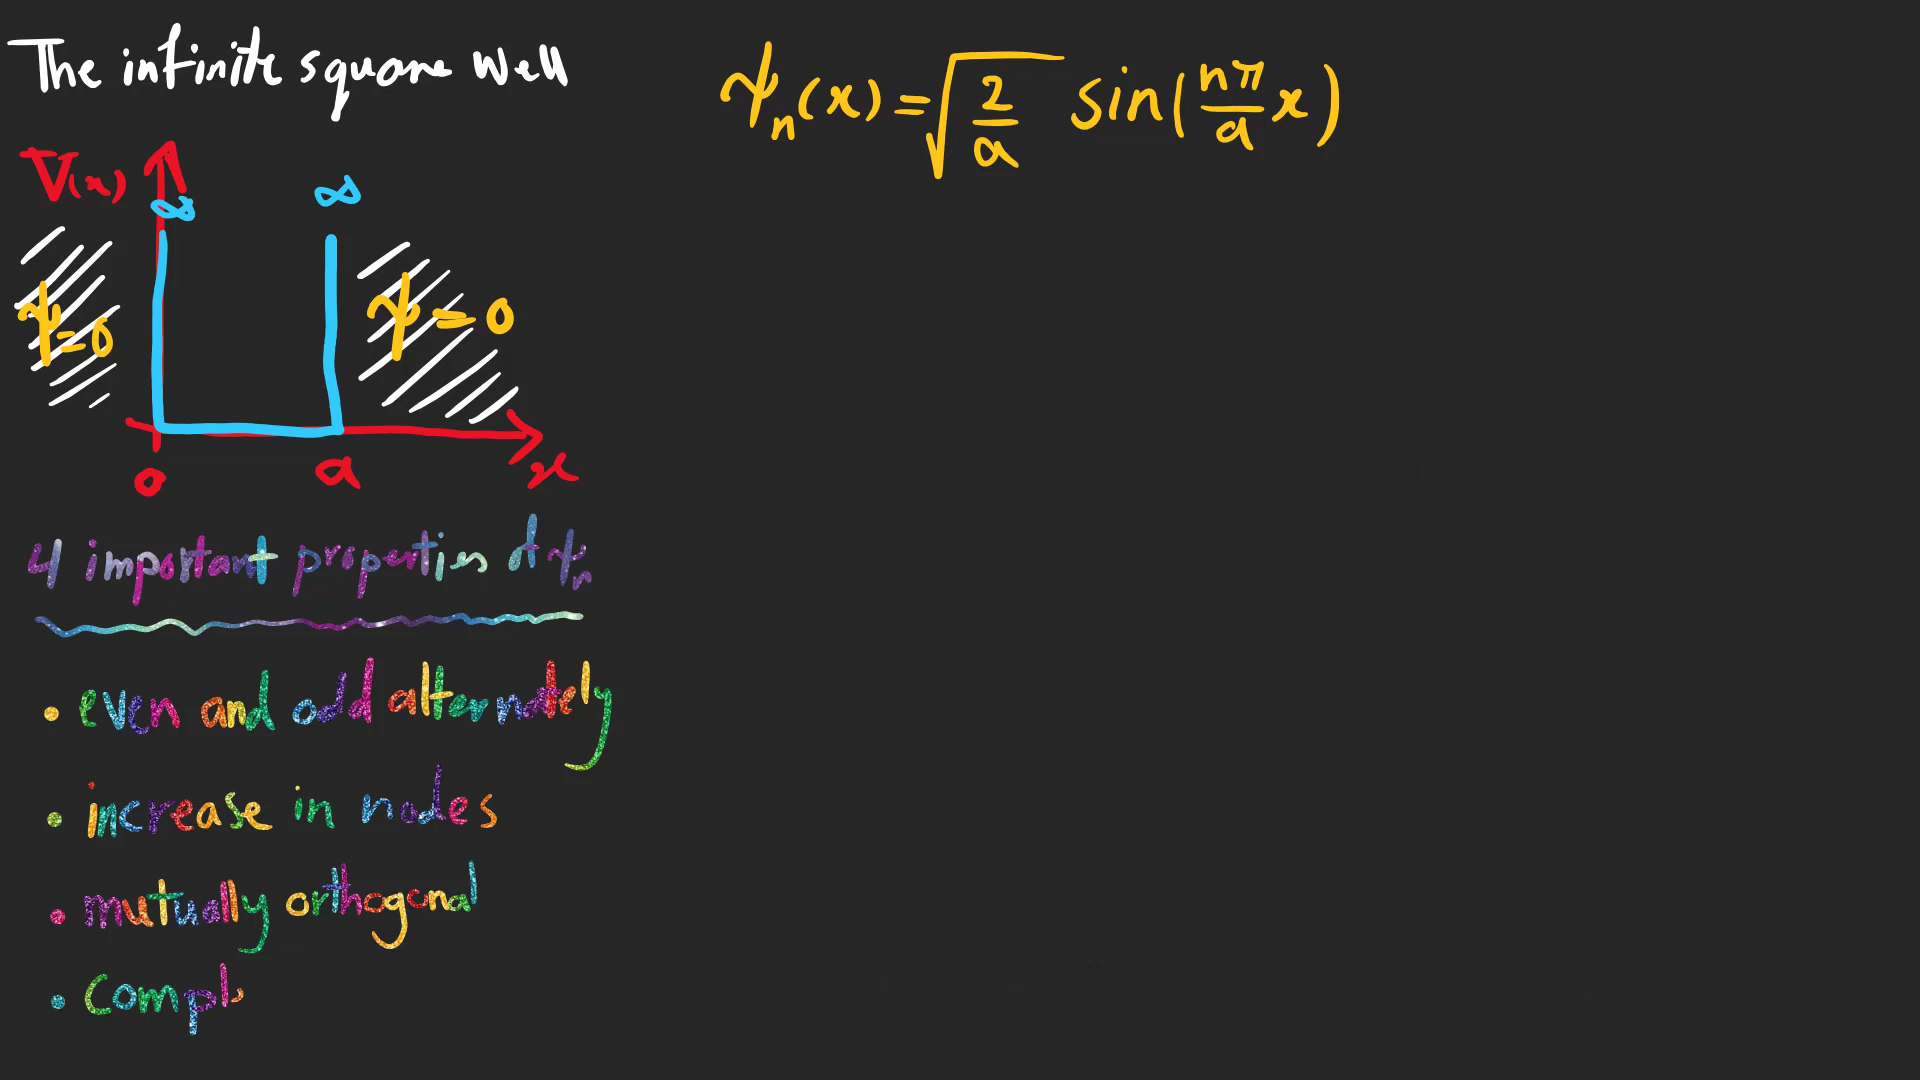 The infinite square well
ψₙ(x) = √(2/a) sin(nπ/a x)
V(x)
∞ ∞
ψ=0 ψ=0
0 a x
4 important properties of ψₙ
• even and odd alternately
• increase in nodes
• mutually orthogonal
• Compl